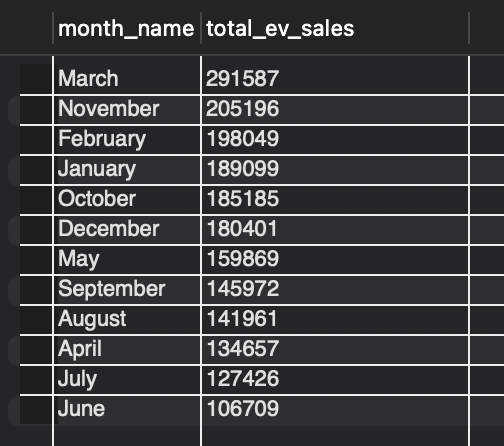 month_name total_ev_sales
March 291587
November 205196
February 198049
January 189099
October 185185
December 180401
May 159869
September 145972
August 141961
April 134657
July 127426
June 106709